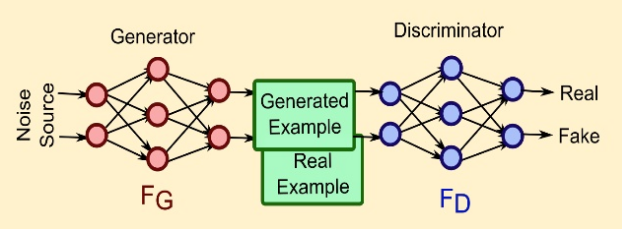 Generator
Discriminator
Noise
Source
Generated
Example
Real
Example
Real
Fake
FG
FD